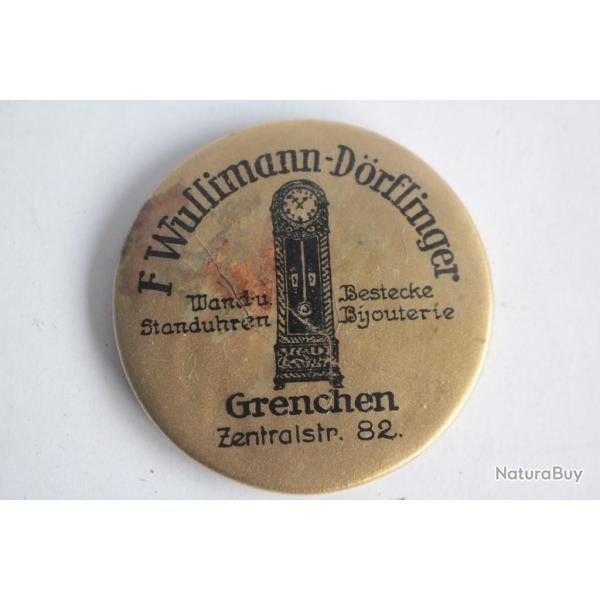 F Wullimann-Dörflinger
Wand-u. Bestecke
Standuhren Bijouterie
Grenchen
Zentralstr. 82.
NaturaBuy